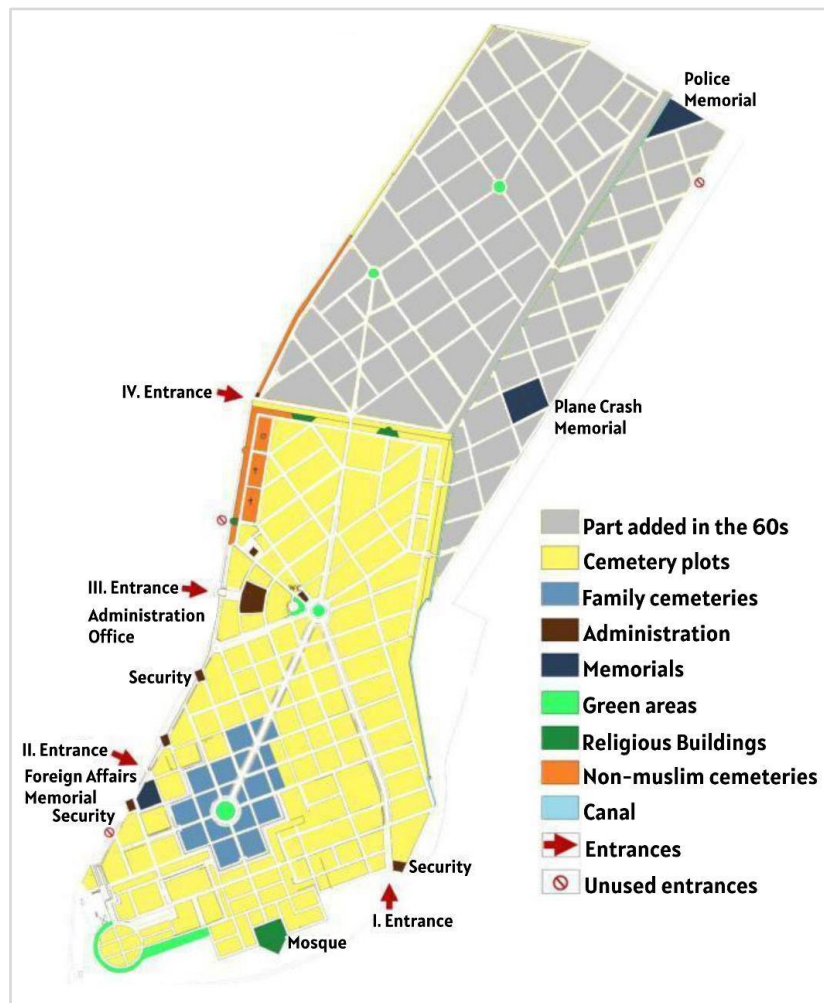 Police
Memorial
IV. Entrance
Plane Crash
Memorial
III. Entrance
Administration
Office
Security
II. Entrance
Foreign Affairs
Memorial
Security
Security
I. Entrance
Mosque
Part added in the 60s
Cemetery plots
Family cemeteries
Administration
Memorials
Green areas
Religious Buildings
Non-muslim cemeteries
Canal
Entrances
Unused entrances